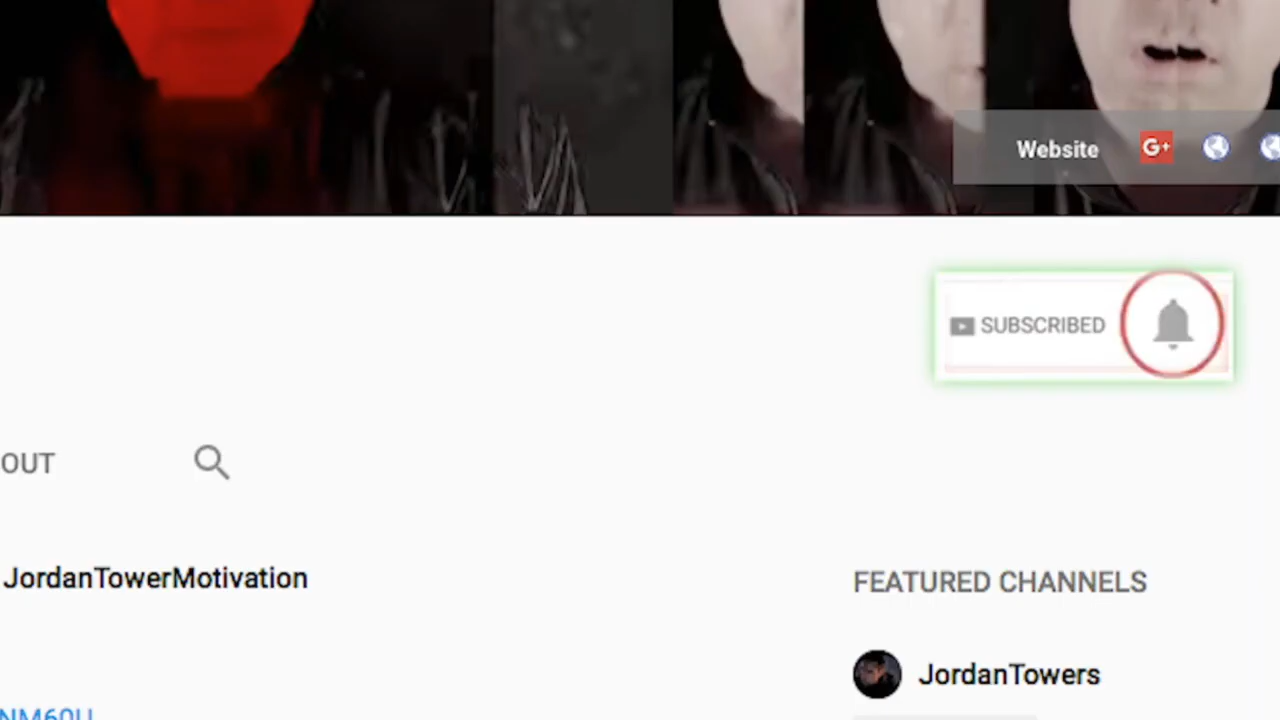 Website G+
SUBSCRIBED
OUT
JordanTowerMotivation
FEATURED CHANNELS
JordanTowers